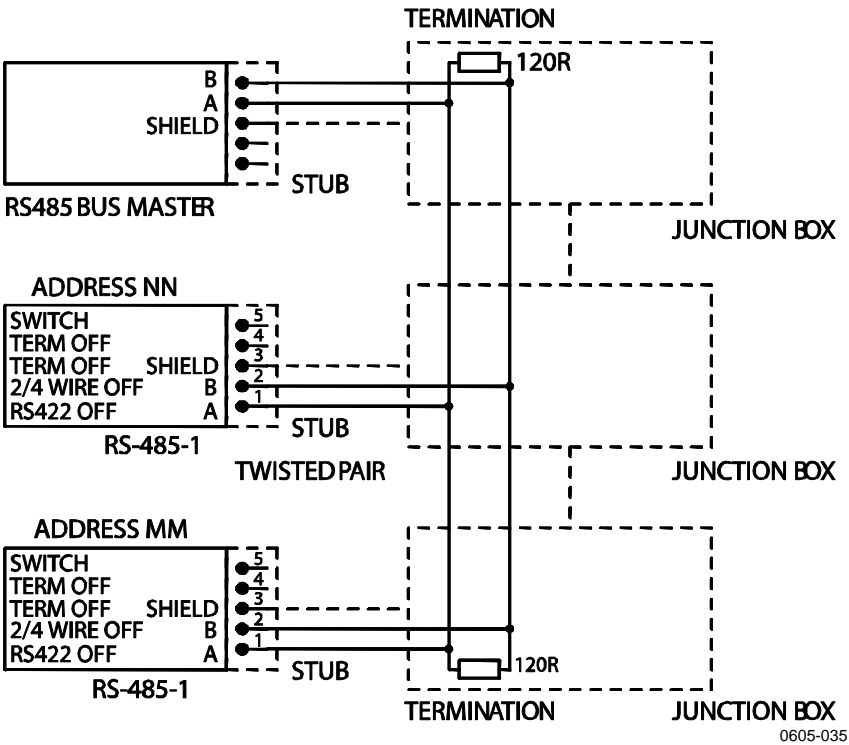 TERMINATION
120R
B
A
SHIELD
STUB
RS485 BUS MASTER
JUNCTION BOX
ADDRESS NN
SWITCH 5
TERM OFF 4
TERM OFF SHIELD 3
2/4 WIRE OFF B 2
RS422 OFF A 1
STUB
RS-485-1
TWISTED PAIR
JUNCTION BOX
ADDRESS MM
SWITCH 5
TERM OFF 4
TERM OFF SHIELD 3
2/4 WIRE OFF B 2
RS422 OFF A 1
120R
STUB
RS-485-1
TERMINATION
JUNCTION BOX
0605-035